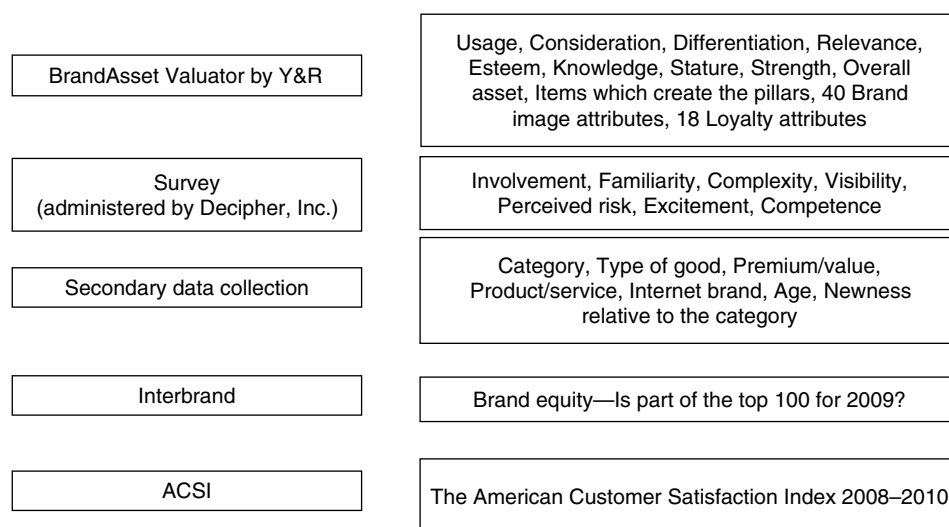 BrandAsset Valuator by Y&R
Usage, Consideration, Differentiation, Relevance,
Esteem, Knowledge, Stature, Strength, Overall
asset, Items which create the pillars, 40 Brand
image attributes, 18 Loyalty attributes
Survey
(administered by Decipher, Inc.)
Involvement, Familiarity, Complexity, Visibility,
Perceived risk, Excitement, Competence
Secondary data collection
Category, Type of good, Premium/value,
Product/service, Internet brand, Age, Newness
relative to the category
Interbrand
Brand equity—Is part of the top 100 for 2009?
ACSI
The American Customer Satisfaction Index 2008–2010